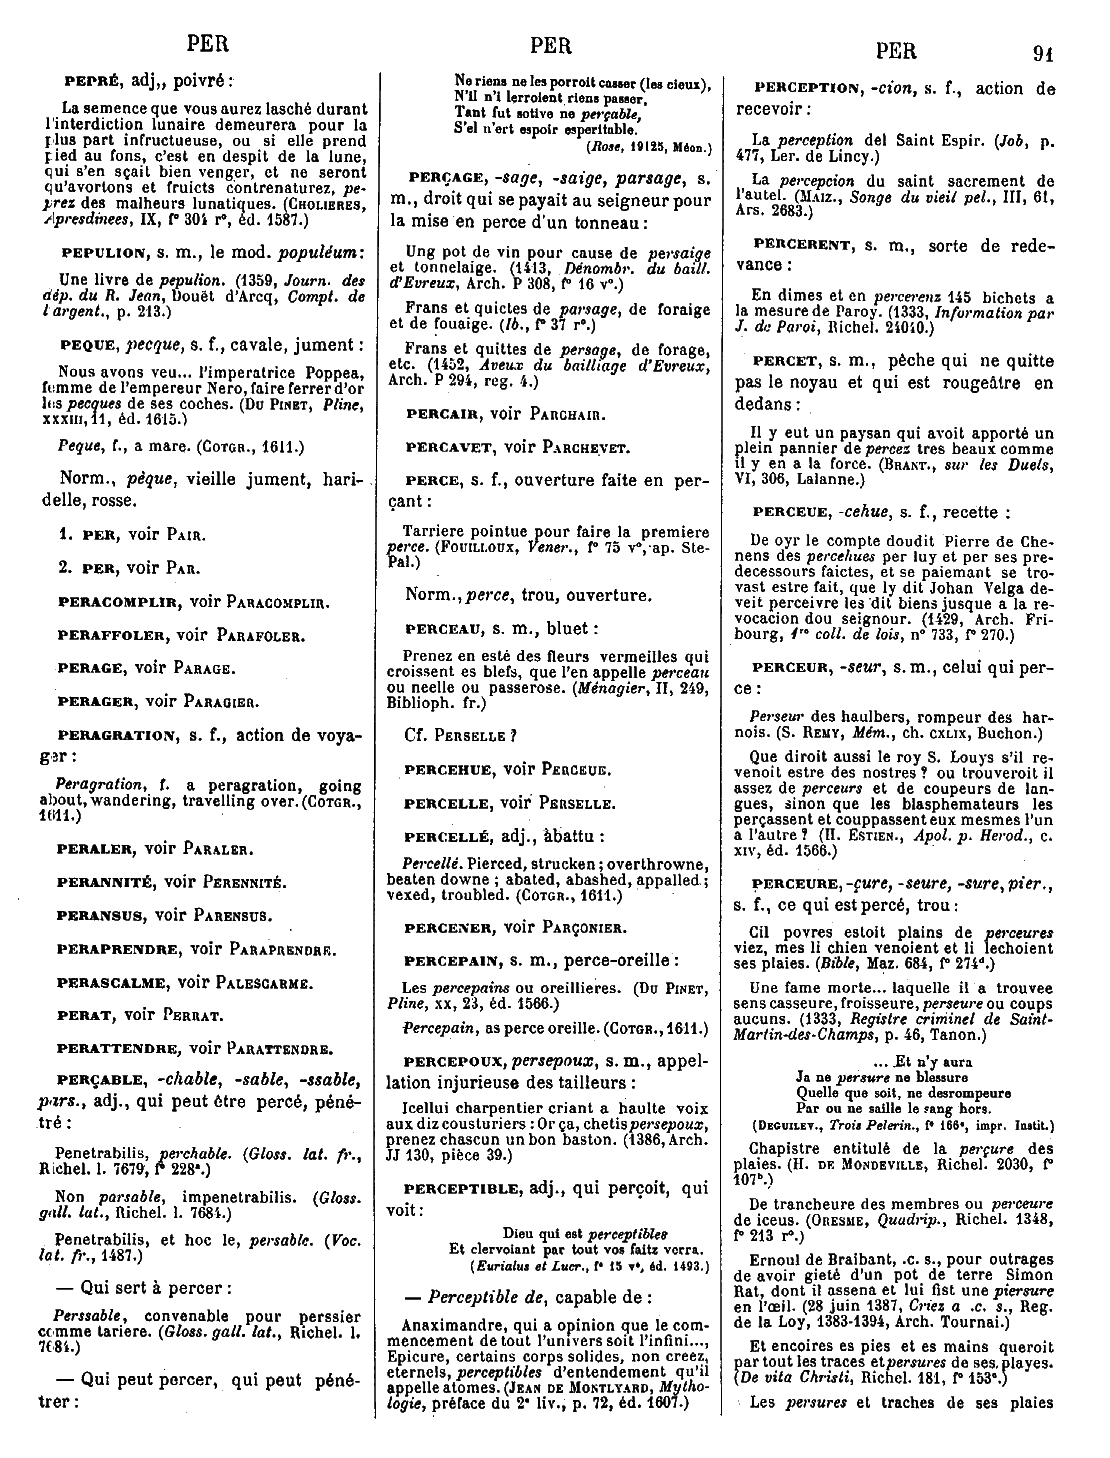 PER
PEPRÉ, adj,, poivré :
La semence que vous aurez lasché durant
l'interdiction lunaire demeurera pour la
plus part infructueuse, ou si elle prend
pied au fons, c'est en despit de la lune,
qui s'en sçait bien venger, et ne seront
qu'avortons et fruicts contrenaturez, pe-
prez des malheurs lunatiques. (CHOLIERES,
Apresdinees, IX, f° 304 r°, éd. 1587.)
PEPULION, s. m., le mod. populéum :
Une livre de pepulion. (1359, Journ. des
dép. du R. Jean, Douët d'Arcq, Compt. de
l'argent., p. 213.)
PEQUE, pecque, s. f., cavale, jument :
Nous avons veu... l'imperatrice Poppea,
femme de l'empereur Nero, faire ferrer d'or
les pecques de ses coches. (DU PINET, Pline,
XXXIII, 11, éd. 1615.)
Peque, f., a mare. (COTGR., 1611.)
Norm., pêque, vieille jument, hari-
delle, rosse.
1. PER, voir PAIR.
2. PER, voir PAR.
PERACOMPLIR, voir PARACOMPLIR.
PERAFFOLER, voir PARAFOLER.
PERAGE, voir PARAGE.
PERAGER, voir PARAGIER.
PERAGRATION, s. f., action de voya-
ger :
Peragration, f. a peragration, going
about, wandering, travelling over. (COTGR.,
1611.)
PERALER, voir PARALER.
PERANNITÉ, voir PERENNITÉ.
PERANSUS, voir PARENSUS.
PERAPRENDRE, voir PARAPRENDRE.
PERASCALME, voir PALESCARME.
PERAT, voir PERRAT.
PERATTENDRE, voir PARATTENDRE.
PERÇABLE, -chable, -sable, -ssable,
pars., adj., qui peut être percé, péné-
tré :
Penetrabilis, perchable. (Gloss. lat. fr.,
Richel. l. 7679, f° 228ª.)
Non parsable, impenetrabilis. (Gloss.
gall. lat., Richel. l. 7684.)
Penetrabilis, et hoc le, persable. (Voc.
lat. fr., 1487.)
— Qui sert à percer :
Perssable, convenable pour perssier
comme tariere. (Gloss. gall. lat., Richel. l.
7684.)
— Qui peut percer, qui peut péné-
trer :
PER
Ne riens ne les porroit casser (les cieux),
N'il n'i lerroient riens passer,
Tant fut sotive ne perçable,
S'el n'ert espoir esperitable.
(Rose, 19125, Méon.)
PERÇAGE, -sage, -saige, parsage, s.
m., droit qui se payait au seigneur pour
la mise en perce d'un tonneau :
Ung pot de vin pour cause de persaige
et tonnelaige. (1413, Dénombr. du baill.
d'Evreux, Arch. P 308, f° 16 v°.)
Frans et quictes de parsage, de foraige
et de fouaige. (Ib., f° 37 r°.)
Frans et quittes de persage, de forage,
etc. (1452, Aveux du bailliage d'Evreux,
Arch. P 294, reg. 4.)
PERCAIR, voir PARCHAIR.
PERCAVET, voir PARCHEVET.
PERCE, s. f., ouverture faite en per-
çant :
Tarriere pointue pour faire la premiere
perce. (FOUILLOUX, Vener., f° 75 v°, ap. Ste-
Pal.)
Norm., perce, trou, ouverture.
PERCEAU, s. m., bluet :
Prenez en esté des fleurs vermeilles qui
croissent es blefs, que l'en appelle perceau
ou neelle ou passerose. (Ménagier, II, 249,
Biblioph. fr.)
Cf. PERSELLE ?
PERCEHUE, voir PERCEUE.
PERCELLE, voir PERSELLE.
PERCELLÉ, adj., abattu :
Percellé. Pierced, strucken ; overthrowne,
beaten downe ; abated, abashed, appalled ;
vexed, troubled. (COTGR., 1611.)
PERCENER, voir PARÇONIER.
PERCEPAIN, s. m., perce-oreille :
Les percepains ou oreillieres. (DU PINET,
Pline, XX, 23, éd. 1566.)
Percepain, as perce oreille. (COTGR., 1611.)
PERCEPOUX, persepoux, s. m., appel-
lation injurieuse des tailleurs :
Icellui charpentier criant a haulte voix
aux diz cousturiers : Or ça, chetis persepoux,
prenez chascun un bon baston. (1386, Arch.
JJ 130, pièce 39.)
PERCEPTIBLE, adj., qui perçoit, qui
voit :
Dieu qui est perceptibles
Et clervoiant par tout vos faitz verra.
(Eurialus et Lucr., f° 15 v°, éd. 1493.)
— Perceptible de, capable de :
Anaximandre, qui a opinion que le com-
mencement de tout l'univers soit l'infini...,
Epicure, certains corps solides, non creez,
eternels, perceptibles d'entendement qu'il
appelle atomes. (JEAN DE MONTLYARD, Mytho-
logie, préface du 2ᵉ liv., p. 72, éd. 1607.)
PER 91
PERCEPTION, -cion, s. f., action de
recevoir :
La perception del Saint Espir. (Job, p.
477, Ler. de Lincy.)
La percepcion du saint sacrement de
l'autel. (MAIZ., Songe du vieil pel., III, 61,
Ars. 2683.)
PERCERENT, s. m., sorte de rede-
vance :
En dimes et en percerenz 145 bichets a
la mesure de Paroy. (1333, Information par
J. de Paroi, Richel. 24040.)
PERCET, s. m., pêche qui ne quitte
pas le noyau et qui est rougeâtre en
dedans :
Il y eut un paysan qui avoit apporté un
plein pannier de percez tres beaux comme
il y en a la force. (BRANT., sur les Duels,
VI, 306, Lalanne.)
PERCEUE, -cehue, s. f., recette :
De oyr le compte doudit Pierre de Che-
nens des percehues per luy et per ses pre-
decessours faictes, et se paiemant se tro-
vast estre fait, que ly dit Johan Velga de-
veit perceivre les dit biens jusque a la re-
vocacion dou seignour. (1429, Arch. Fri-
bourg, 1ʳᵉ coll. de lois, n° 733, f° 270.)
PERCEUR, -seur, s. m., celui qui per-
ce :
Perseur des haulbers, rompeur des har-
nois. (S. REMY, Mém., ch. CXLIX, Buchon.)
Que diroit aussi le roy S. Louys s'il re-
venoit estre des nostres ? ou trouveroit il
assez de perceurs et de coupeurs de lan-
gues, sinon que les blasphemateurs les
perçassent et couppassent eux mesmes l'un
a l'autre ? (H. ESTIEN., Apol. p. Herod., c.
XIV, éd. 1566.)
PERCEURE, -çure, -seure, -sure, pier.,
s. f., ce qui est percé, trou :
Cil povres estoit plains de perceures
viez, mes li chien venoient et li lechoient
ses plaies. (Bible, Maz. 684, f° 274ᵈ.)
Une fame morte... laquelle il a trouvee
sens casseure, froisseure, perseure ou coups
aucuns. (1333, Registre criminel de Saint-
Martin-des-Champs, p. 46, Tanon.)
... Et n'y aura
Ja ne persure ne blessure
Quelle que soit, ne desrompeure
Par ou ne saille le sang hors.
(DEGUILEV., Trois Pelerin., f° 166ᵃ, impr. Instit.)
Chapistre entitulé de la perçure des
plaies. (H. DE MONDEVILLE, Richel. 2030, f°
107ᵇ.)
De trancheure des membres ou perceure
de iceus. (ORESME, Quadrip., Richel. 1348,
f° 213 r°.)
Ernoul de Braibant, .c. s., pour outrages
de avoir gieté d'un pot de terre Simon
Rat, dont il assena et lui fist une piersure
en l'œil. (28 juin 1387, Criez a .c. s., Reg.
de la Loy, 1383-1394, Arch. Tournai.)
Et encoires es pies et es mains queroit
par tout les traces et persures de ses playes.
(De vita Christi, Richel. 181, f° 153ᵃ.)
Les persures et traches de ses plaies